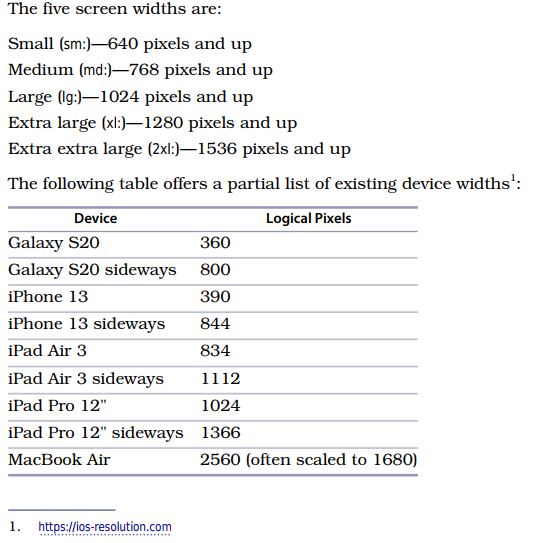 The five screen widths are:
Small (sm:)—640 pixels and up
Medium (md:)—768 pixels and up
Large (lg:)—1024 pixels and up
Extra large (xl:)—1280 pixels and up
Extra extra large (2xl:)—1536 pixels and up
The following table offers a partial list of existing device widths1:
Device Logical Pixels
Galaxy S20 360
Galaxy S20 sideways 800
iPhone 13 390
iPhone 13 sideways 844
iPad Air 3 834
iPad Air 3 sideways 1112
iPad Pro 12" 1024
iPad Pro 12" sideways 1366
MacBook Air 2560 (often scaled to 1680)
1. https://ios-resolution.com